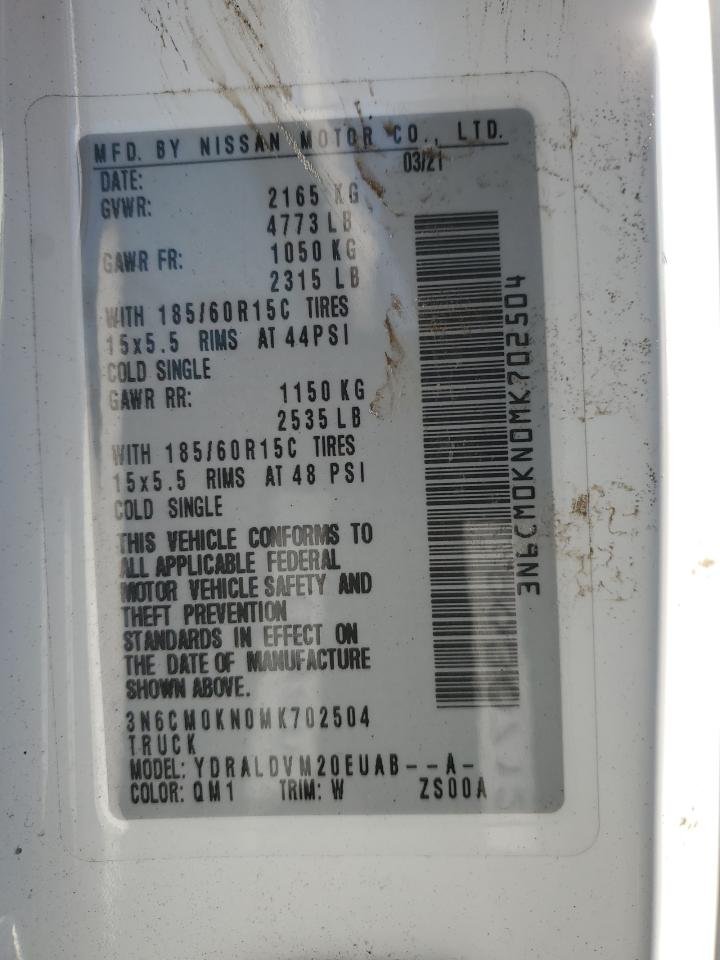 MFD. BY NISSAN MOTOR CO., LTD.
DATE: 03/21
GVWR: 2165 KG
4773 LB
GAWR FR: 1050 KG
2315 LB
WITH 185/60R15C TIRES
15x5.5 RIMS AT 44PSI
COLD SINGLE
GAWR RR: 1150 KG
2535 LB
WITH 185/60R15C TIRES
15x5.5 RIMS AT 48 PSI
COLD SINGLE
THIS VEHICLE CONFORMS TO
ALL APPLICABLE FEDERAL
MOTOR VEHICLE SAFETY AND
THEFT PREVENTION
STANDARDS IN EFFECT ON
THE DATE OF MANUFACTURE
SHOWN ABOVE.
3N6CM0KN0MK702504
TRUCK
MODEL: YDRALDVM20EUAB--A-
COLOR: QM1 TRIM: W ZS00A
3N6CM0KN0MK702504